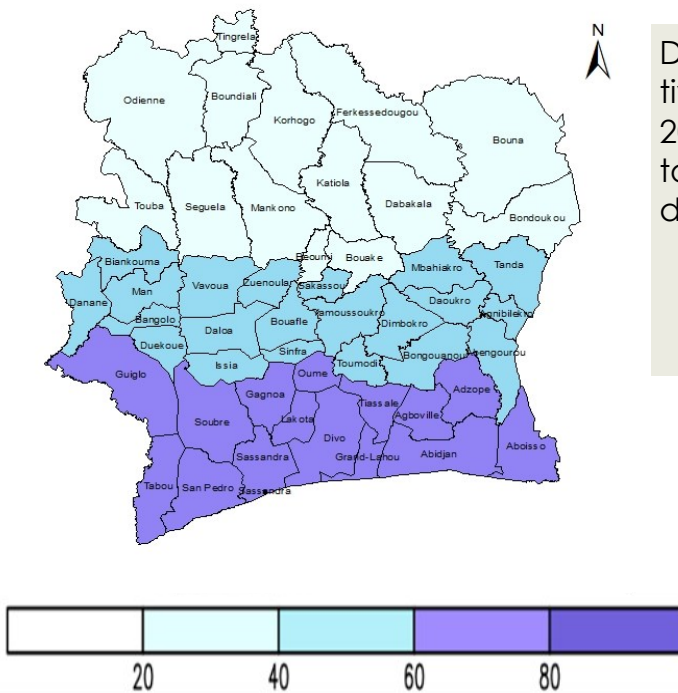 N
Tingrela
Odienne
Boundiali
Korhogo
Ferkessedougou
Bouna
Katiola
Touba
Seguela
Mankono
Dabakala
Bondoukou
Biankouma
Beoumi
Bouake
Mbahiakro
Tanda
Danane
Man
Vavoua
Zuenoula
Sakassou
Yamoussoukro
Daoukro
Agnibilekro
Bangolo
Daloa
Bouafle
Dimbokro
Duekoue
Issia
Sinfra
Toumodi
Bongouanou
Guiglo
Oume
Gagnoa
Adzope
Soubre
Lakota
Tiassale
Agboville
Divo
Sassandra
Grand-Lahou
Abidjan
Aboisso
Tabou
San Pedro
Sassandra
D
20
40
60
80